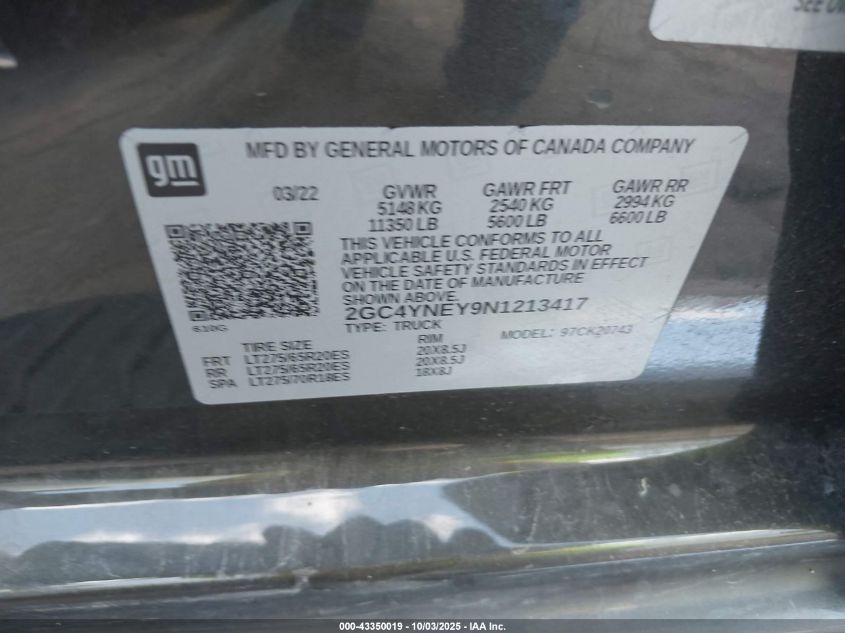 SEE O
gm
MFD BY GENERAL MOTORS OF CANADA COMPANY
03/22 GVWR GAWR FRT GAWR RR
5148 KG 2540 KG 2994 KG
11350 LB 5600 LB 6600 LB
THIS VEHICLE CONFORMS TO ALL
APPLICABLE U.S. FEDERAL MOTOR
VEHICLE SAFETY STANDARDS IN EFFECT
ON THE DATE OF MANUFACTURE
SHOWN ABOVE.
2GC4YNEY9N1213417
610G
TYPE: TRUCK MODEL: 97CK20743
TIRE SIZE RIM
FRT LT275/65R20ES 20X8.5J
RR LT275/65R20ES 20X8.5J
SPA LT275/70R18ES 18X8J
000-43350019 - 10/03/2025 - IAA Inc.